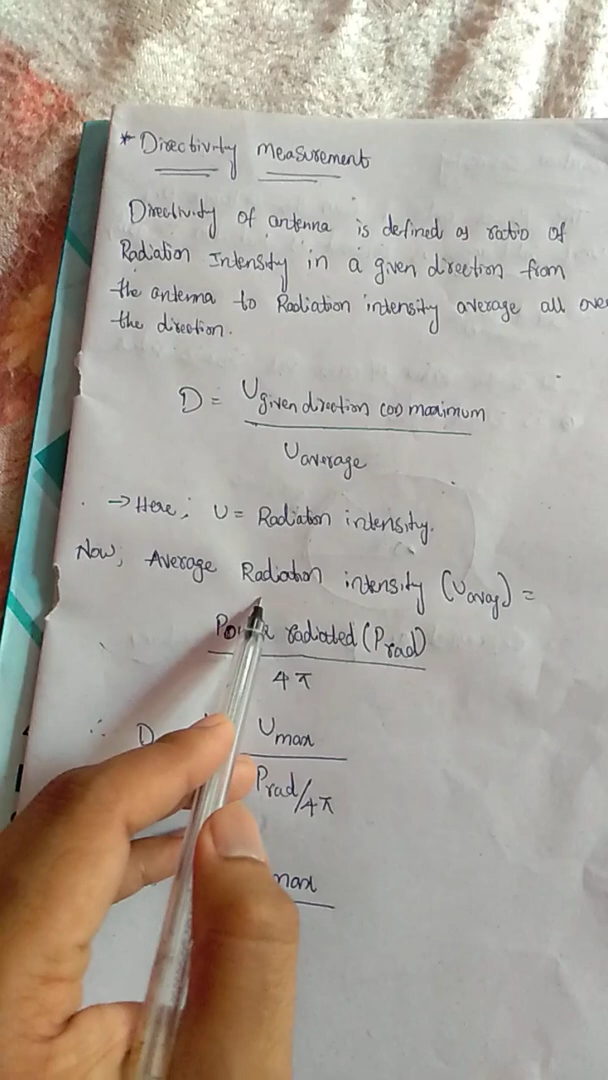 * Directivity measurement
Directivity of antenna is defined as ratio of
Radiation Intensity in a given direction from
the antenna to Radiation intensity average all over
the direction.
D = U given direction (or) maximum
U average
→ Here; U = Radiation intensity.
Now; Average Radiation intensity (Uavg) =
radiated (Prad)
4π
∴ D Umax
Prad/4π
max